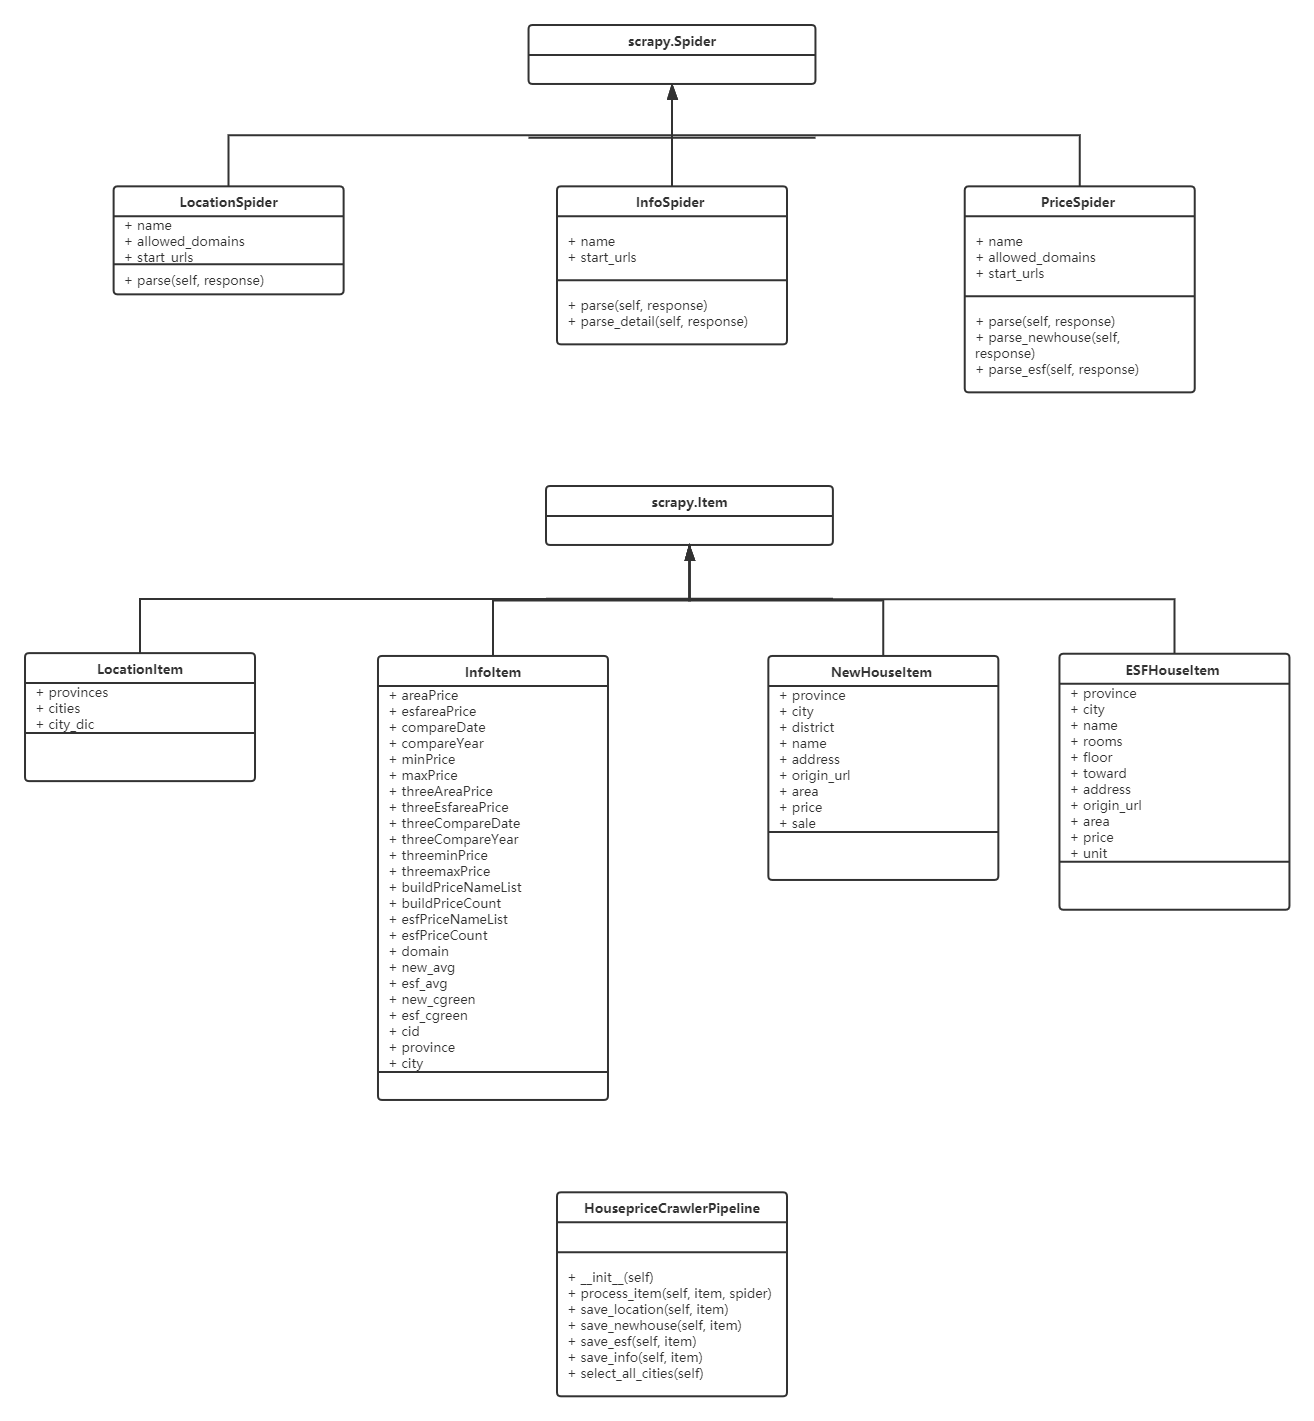 scrapy.Spider
LocationSpider
+ name
+ allowed_domains
+ start_urls
+ parse(self, response)
InfoSpider
+ name
+ start_urls
+ parse(self, response)
+ parse_detail(self, response)
PriceSpider
+ name
+ allowed_domains
+ start_urls
+ parse(self, response)
+ parse_newhouse(self,
response)
+ parse_esf(self, response)
scrapy.Item
LocationItem
+ provinces
+ cities
+ city_dic
InfoItem
+ areaPrice
+ esfareaPrice
+ compareDate
+ compareYear
+ minPrice
+ maxPrice
+ threeAreaPrice
+ threeEsfareaPrice
+ threeCompareDate
+ threeCompareYear
+ threeminPrice
+ threemaxPrice
+ buildPriceNameList
+ buildPriceCount
+ esfPriceNameList
+ esfPriceCount
+ domain
+ new_avg
+ esf_avg
+ new_cgreen
+ esf_cgreen
+ cid
+ province
+ city
NewHouseItem
+ province
+ city
+ district
+ name
+ address
+ origin_url
+ area
+ price
+ sale
ESFHouseItem
+ province
+ city
+ name
+ rooms
+ floor
+ toward
+ address
+ origin_url
+ area
+ price
+ unit
HousepriceCrawlerPipeline
+ __init__(self)
+ process_item(self, item, spider)
+ save_location(self, item)
+ save_newhouse(self, item)
+ save_esf(self, item)
+ save_info(self, item)
+ select_all_cities(self)